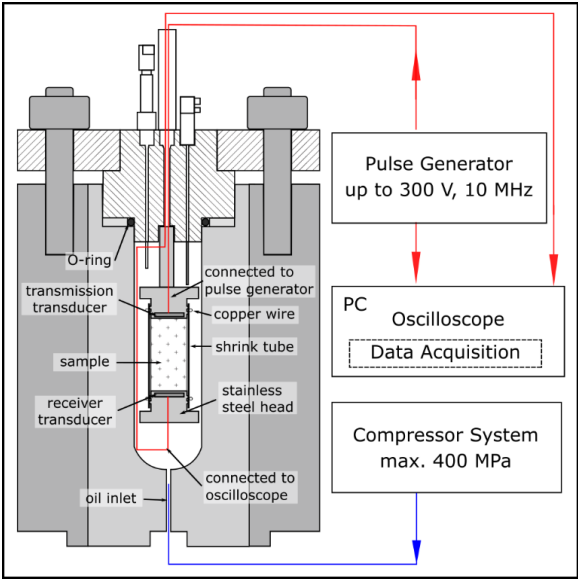 Pulse Generator
up to 300 V, 10 MHz
O-ring
connected to
pulse generator
transmission
transducer
copper wire
PC
Oscilloscope
Data Acquisition
shrink tube
sample
stainless
steel head
receiver
transducer
Compressor System
max. 400 MPa
connected to
oscilloscope
oil inlet